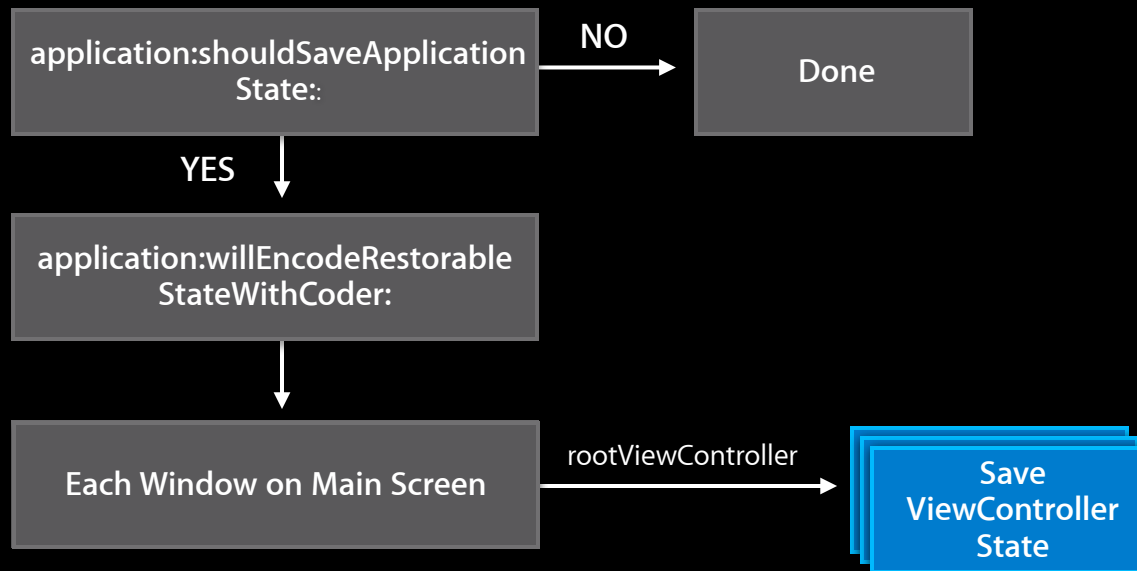 application:shouldSaveApplication
State::
NO
Done
YES
application:willEncodeRestorable
StateWithCoder:
Each Window on Main Screen
rootViewController
Save
ViewController
State